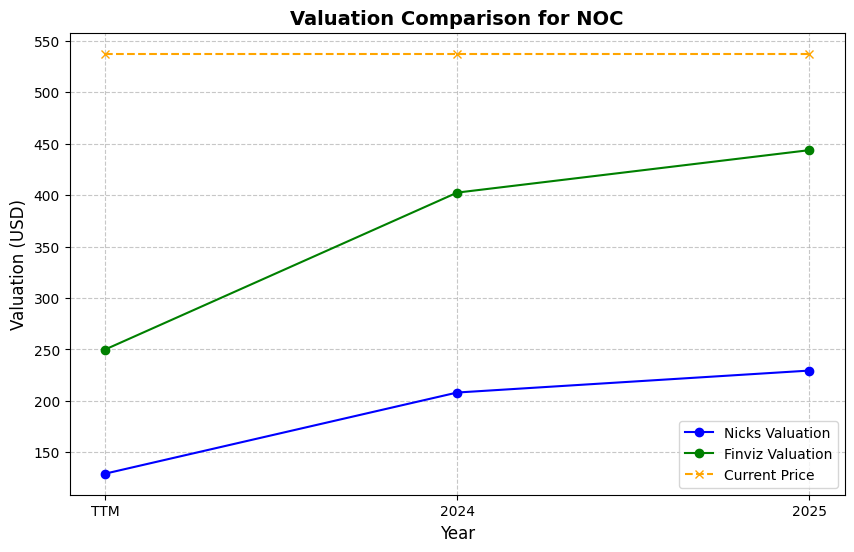 Valuation Comparison for NOC
Valuation (USD)
550
500
450
400
350
300
250
200
150
TTM
2024
2025
Year
Nicks Valuation
Finviz Valuation
Current Price